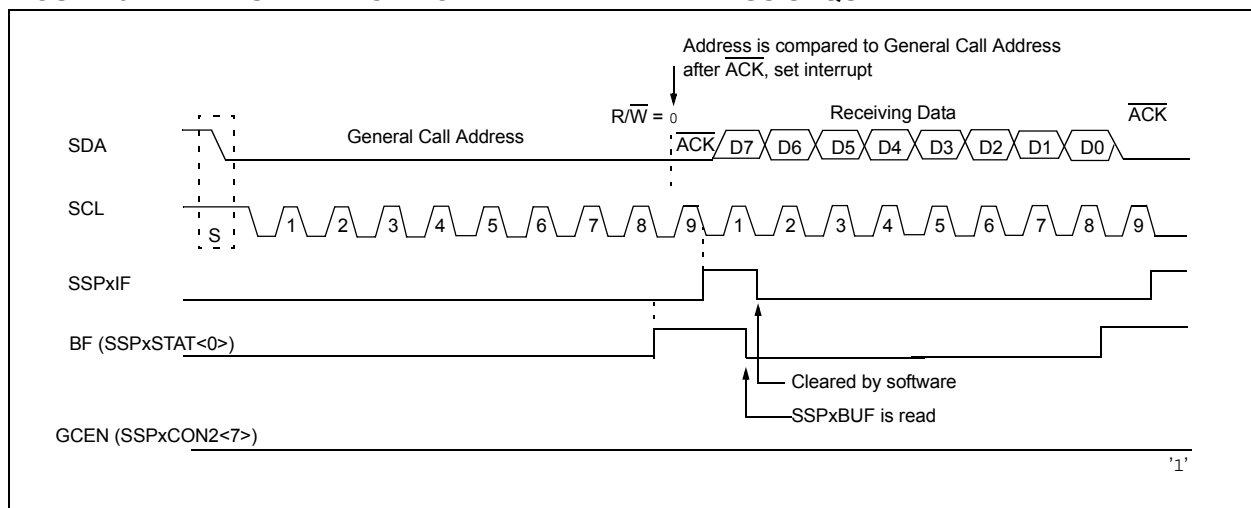 Address is compared to General Call Address
after ACK, set interrupt
R/W = 0
Receiving Data
ACK
SDA
General Call Address
ACK
D7 D6 D5 D4 D3 D2 D1 D0
SCL
S
1 2 3 4 5 6 7 8 9 1 2 3 4 5 6 7 8 9
SSPxIF
BF (SSPxSTAT<0>)
Cleared by software
SSPxBUF is read
GCEN (SSPxCON2<7>)
'1'